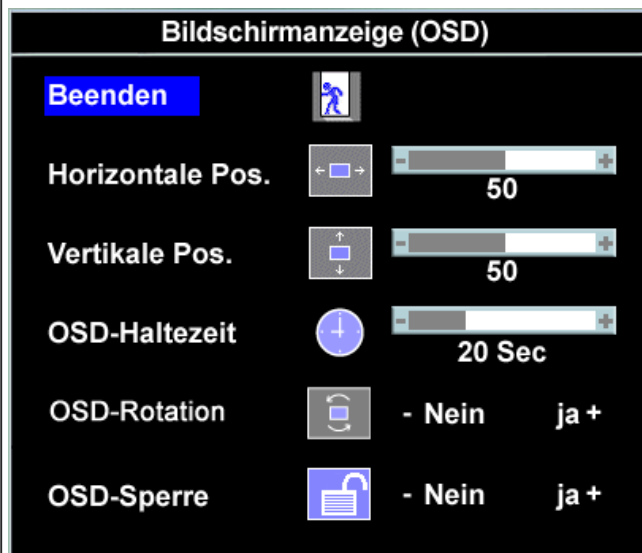 Bildschirmanzeige (OSD)
Beenden
Horizontale Pos. - +
50
Vertikale Pos. - +
50
OSD-Haltezeit - +
20 Sec
OSD-Rotation - Nein ja +
OSD-Sperre - Nein ja +